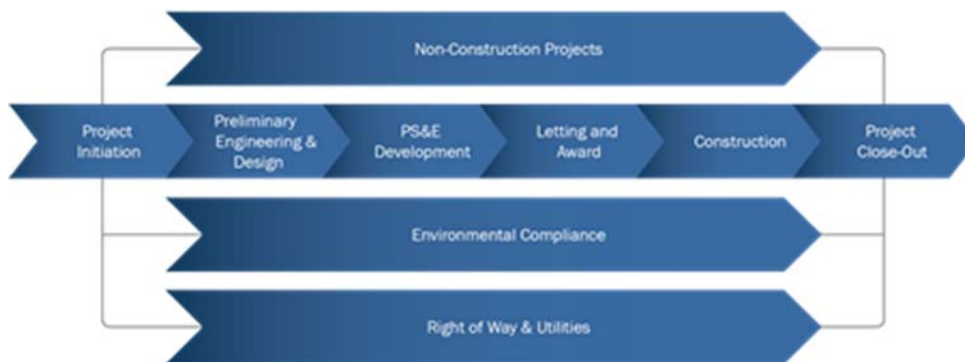 Non-Construction Projects
Project
Initiation
Preliminary
Engineering &
Design
PS&E
Development
Letting and
Award
Construction
Project
Close-Out
Environmental Compliance
Right of Way & Utilities